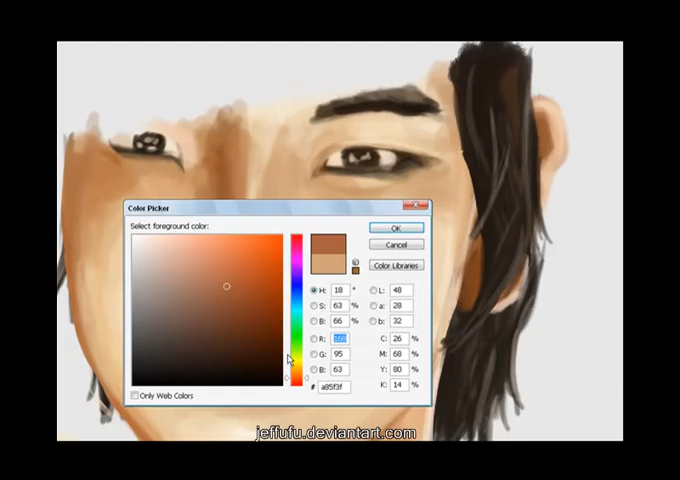 Color Picker
Select foreground color:
OK
Cancel
Color Libraries
H: 18 °
S: 63 %
B: 66 %
R: 168
G: 95
B: 63
# a85f3f
L: 48
a: 28
b: 32
C: 26 %
M: 68 %
Y: 80 %
K: 14 %
Only Web Colors
jeffufu.deviantart.com